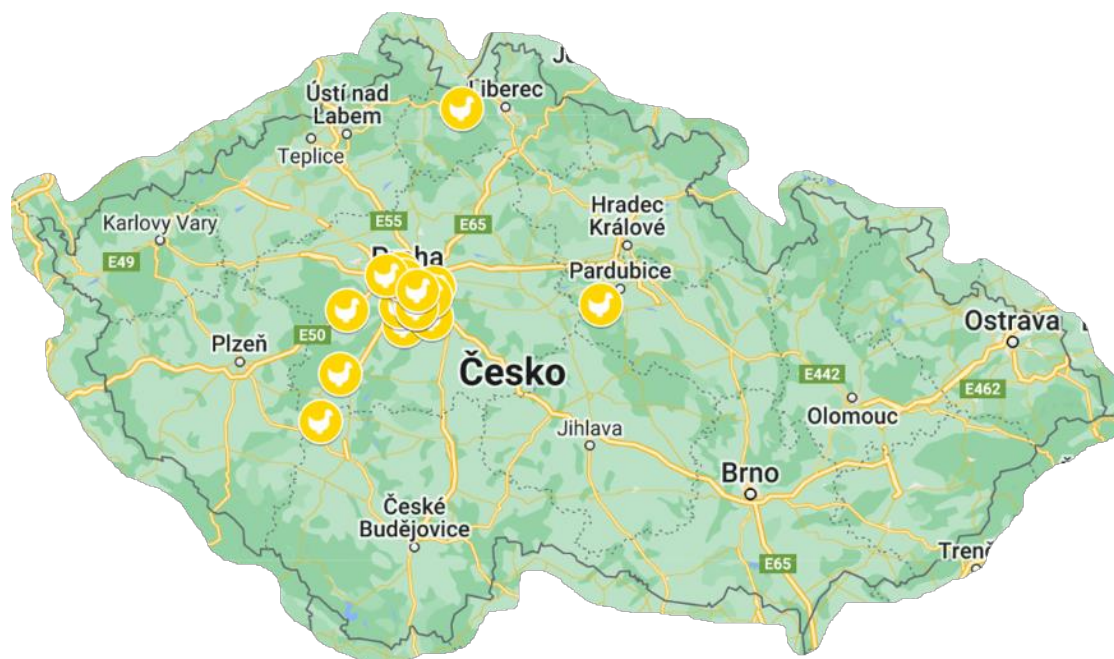 Liberec
Ústí nad
Labem
Teplice
Hradec
Králové
Karlovy Vary
E55
E65
E49
Pardubice
E50
Plzeň
Ostrava
Česko
E442
E462
Olomouc
Jihlava
Brno
České
Budějovice
E65